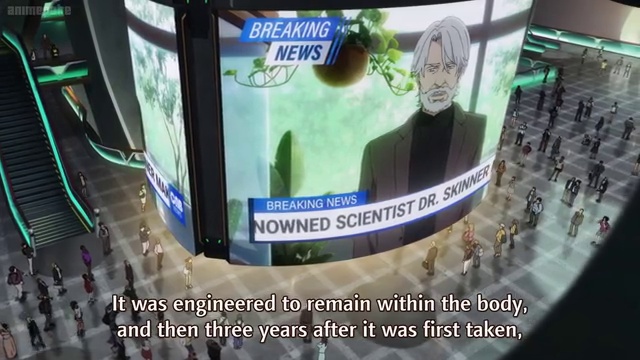 BREAKING
NEWS
BREAKING NEWS
NOWNED SCIENTIST DR. SKINNER
It was engineered to remain within the body,
and then three years after it was first taken,